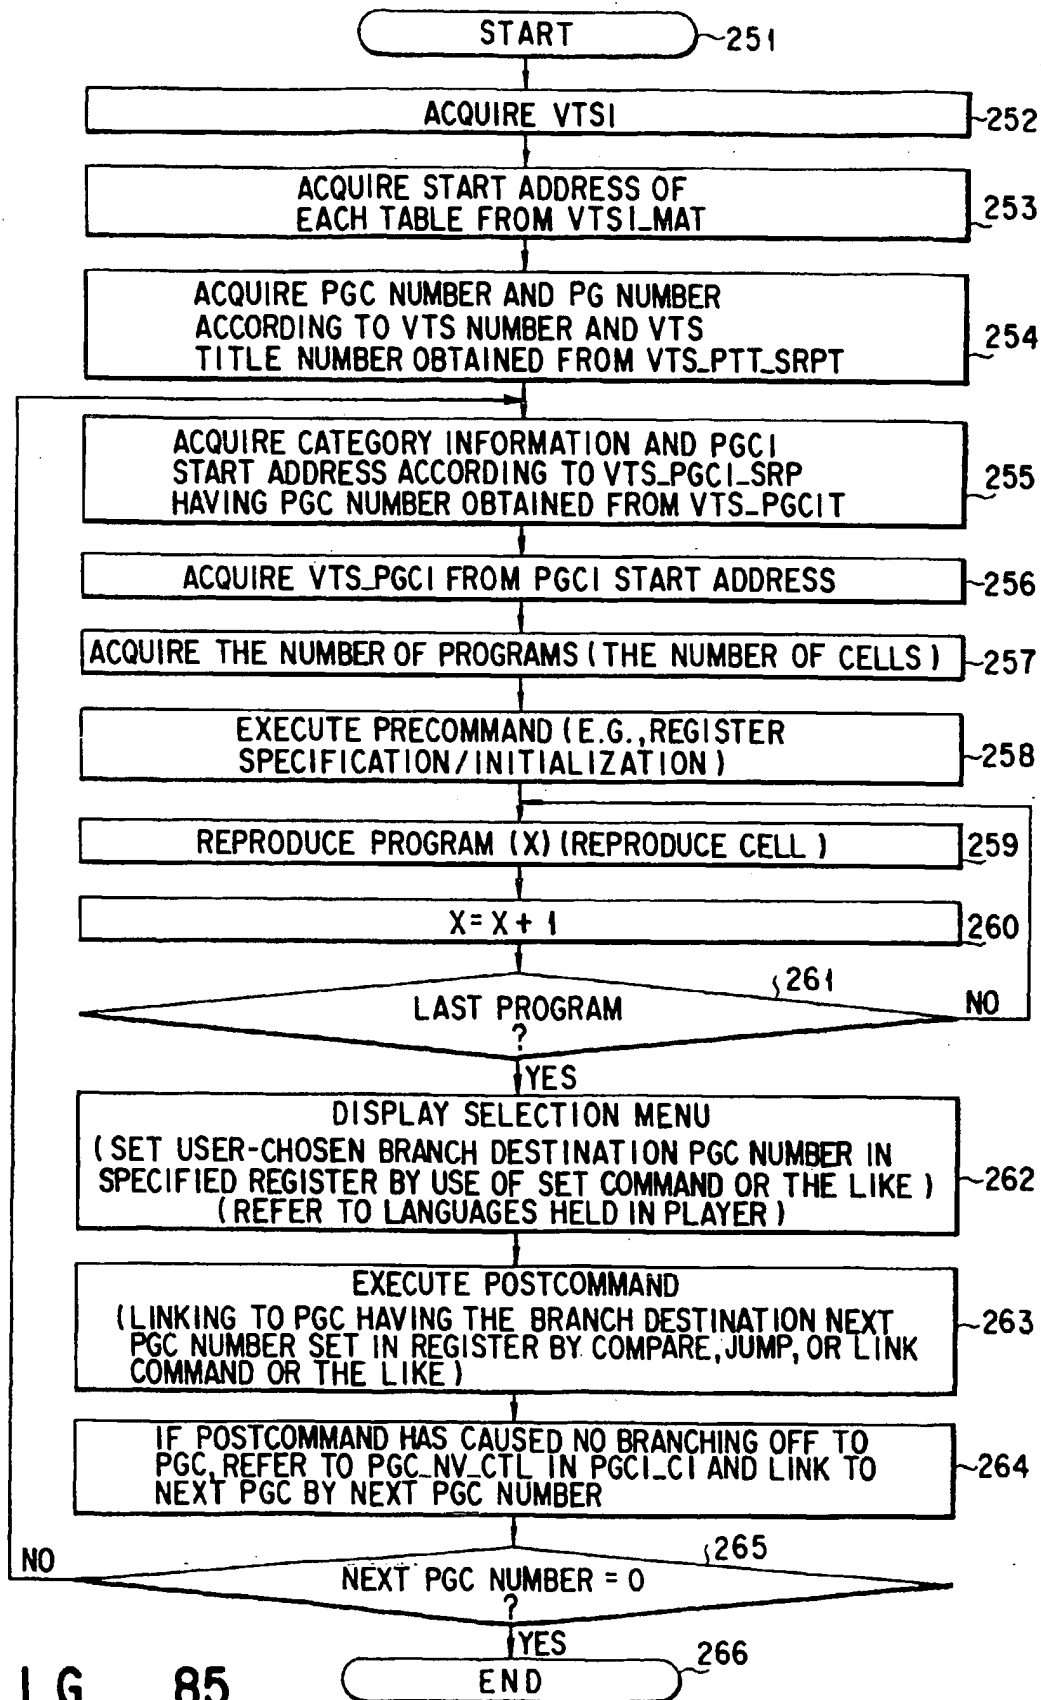 START
251
ACQUIRE VTSI
252
ACQUIRE START ADDRESS OF
EACH TABLE FROM VTSI_MAT
253
ACQUIRE PGC NUMBER AND PG NUMBER
ACCORDING TO VTS NUMBER AND VTS
TITLE NUMBER OBTAINED FROM VTS_PTT_SRPT
254
ACQUIRE CATEGORY INFORMATION AND PGCI
START ADDRESS ACCORDING TO VTS_PGCI_SRP
HAVING PGC NUMBER OBTAINED FROM VTS_PGCIT
255
ACQUIRE VTS_PGCI FROM PGCI START ADDRESS
256
ACQUIRE THE NUMBER OF PROGRAMS (THE NUMBER OF CELLS)
257
EXECUTE PRECOMMAND (E.G., REGISTER
SPECIFICATION/INITIALIZATION)
258
REPRODUCE PROGRAM (X) (REPRODUCE CELL)
259
X=X+1
260
261
LAST PROGRAM
?
NO
YES
DISPLAY SELECTION MENU
(SET USER-CHOSEN BRANCH DESTINATION PGC NUMBER IN
SPECIFIED REGISTER BY USE OF SET COMMAND OR THE LIKE)
(REFER TO LANGUAGES HELD IN PLAYER)
262
EXECUTE POSTCOMMAND
(LINKING TO PGC HAVING THE BRANCH DESTINATION NEXT
PGC NUMBER SET IN REGISTER BY COMPARE, JUMP, OR LINK
COMMAND OR THE LIKE)
263
IF POSTCOMMAND HAS CAUSED NO BRANCHING OFF TO
PGC, REFER TO PGC_NV_CTL IN PGCI_CI AND LINK TO
NEXT PGC BY NEXT PGC NUMBER
264
265
NO
NEXT PGC NUMBER = 0
?
YES
END
266
I G. 85